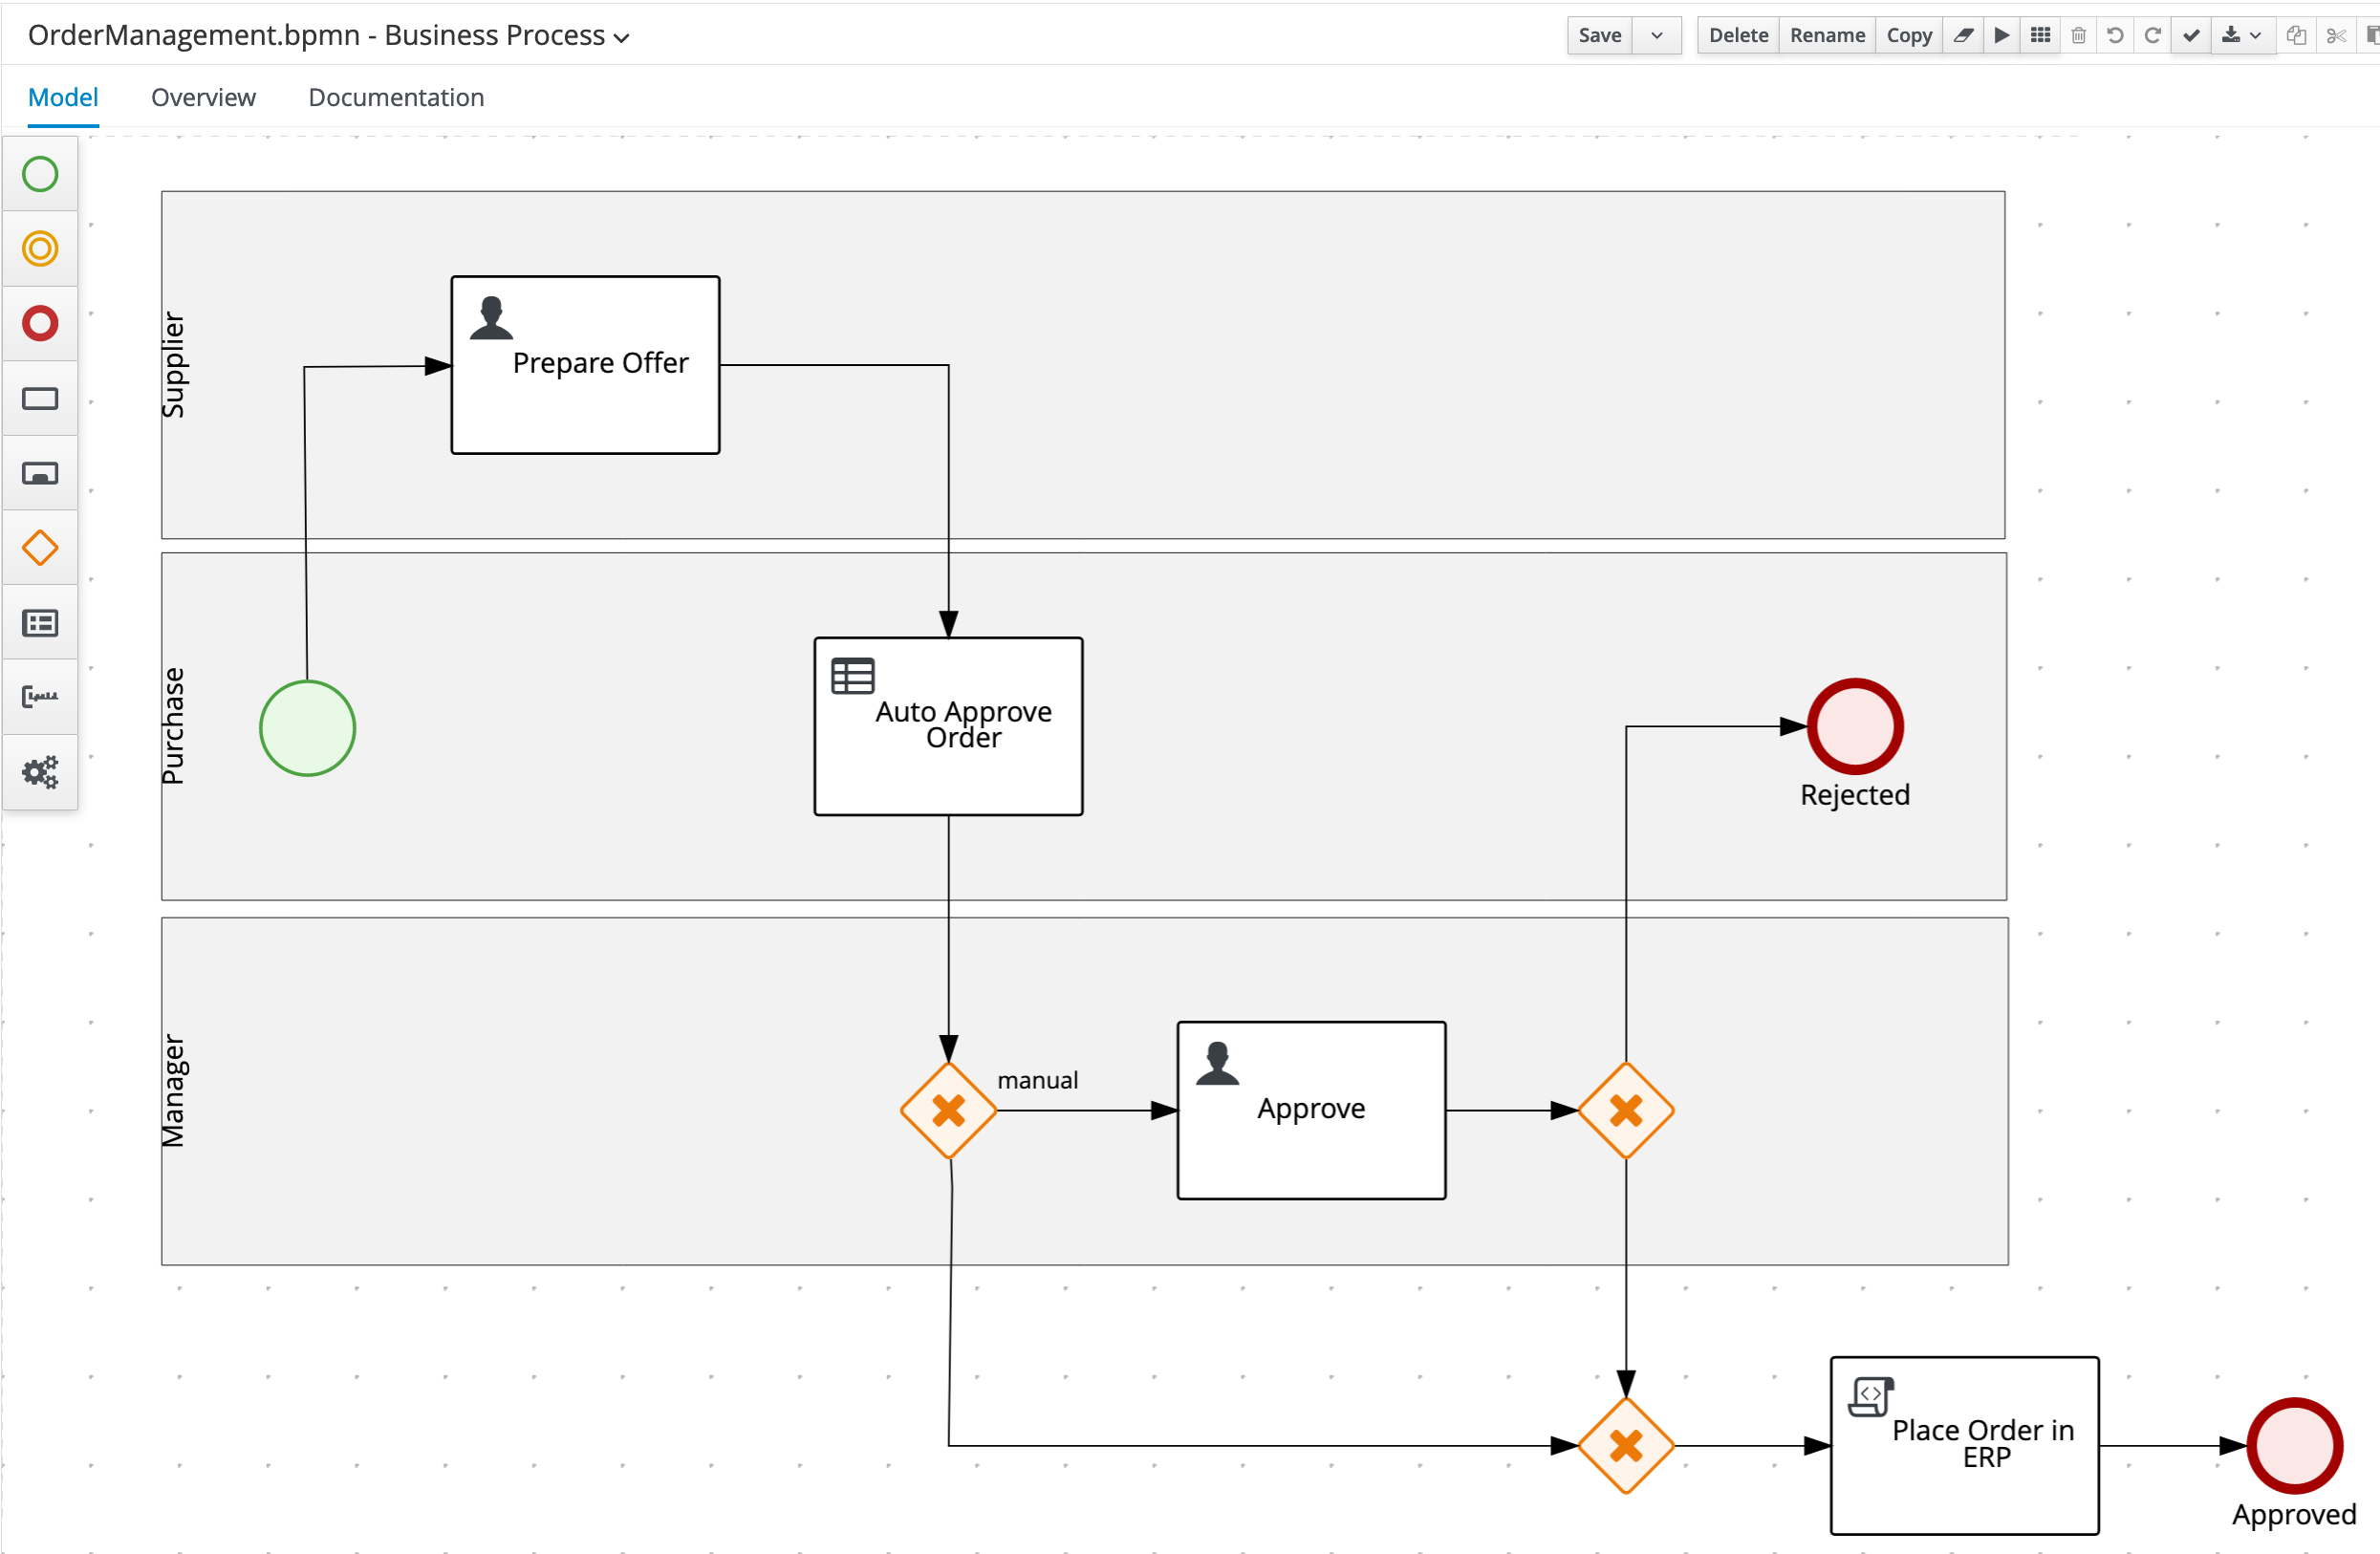 OrderManagement.bpmn - Business Process
Save
Delete
Rename
Copy
Model
Overview
Documentation
Supplier
Prepare Offer
Purchase
Auto Approve
Order
Rejected
Manager
manual
Approve
Place Order in
ERP
Approved